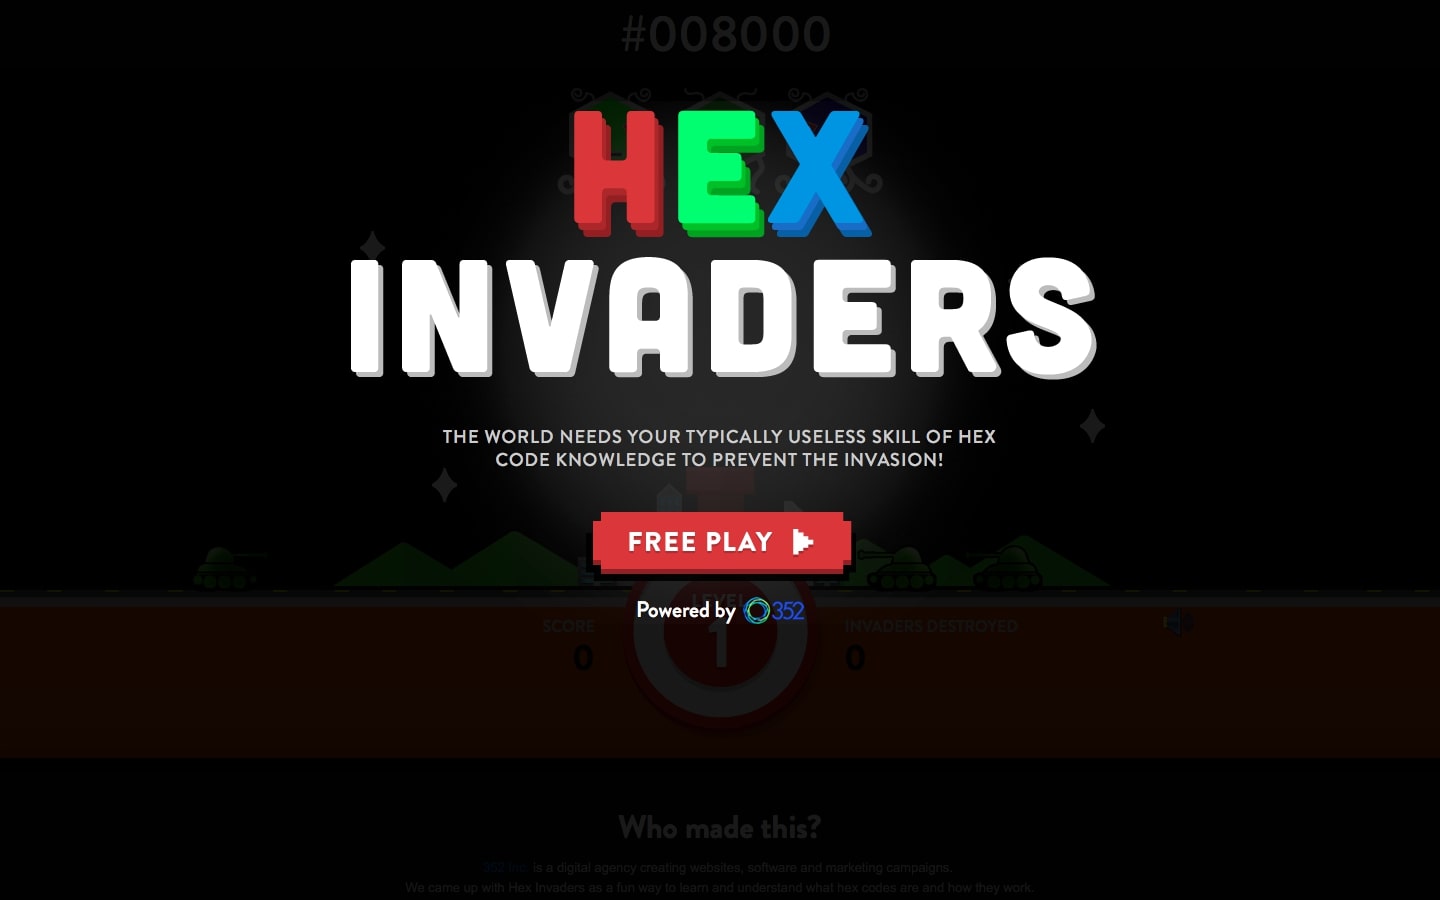 #008000
HEX
INVADERS
THE WORLD NEEDS YOUR TYPICALLY USELESS SKILL OF HEX
CODE KNOWLEDGE TO PREVENT THE INVASION!
FREE PLAY
LEVEL
Powered by 352
SCORE
1
INVADERS DESTROYED
0
0
Who made this?
352 Inc. is a digital agency creating websites, software and marketing campaigns.
We came up with Hex Invaders as a fun way to learn and understand what hex codes are and how they work.